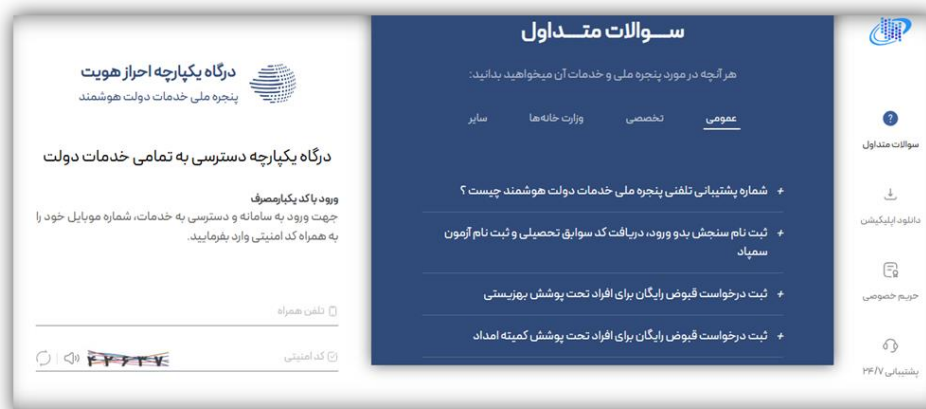 سوالات متداول
هر آنچه در مورد پنجره ملی و خدمات آن میخواهید بدانید:
عمومی
تخصصی
وزارت خانه‌ها
سایر
+ شماره پشتیبانی تلفنی پنجره ملی خدمات دولت هوشمند چیست ؟
+ ثبت نام سنجش بدو ورود، دریافت کد سوابق تحصیلی و ثبت نام آزمون
سمپاد
+ ثبت درخواست قبوض رایگان برای افراد تحت پوشش بهزیستی
+ ثبت درخواست قبوض رایگان برای افراد تحت پوشش کمیته امداد
سوالات متداول
دانلود اپلیکیشن
حریم خصوصی
پشتیبانی ۲۴/۷
درگاه یکپارچه احراز هویت
پنجره ملی خدمات دولت هوشمند
درگاه یکپارچه دسترسی به تمامی خدمات دولت
ورود با کد یکبارمصرف
جهت ورود به سامانه و دسترسی به خدمات، شماره موبایل خود را
به همراه کد امنیتی وارد بفرمایید.
تلفن همراه
کد امنیتی